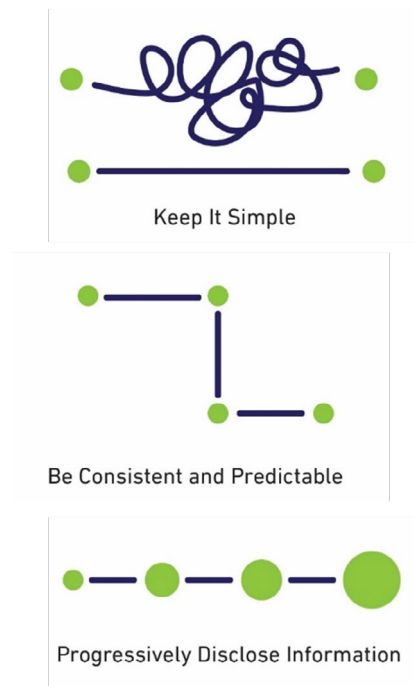 Keep It Simple
Be Consistent and Predictable
Progressively Disclose Information